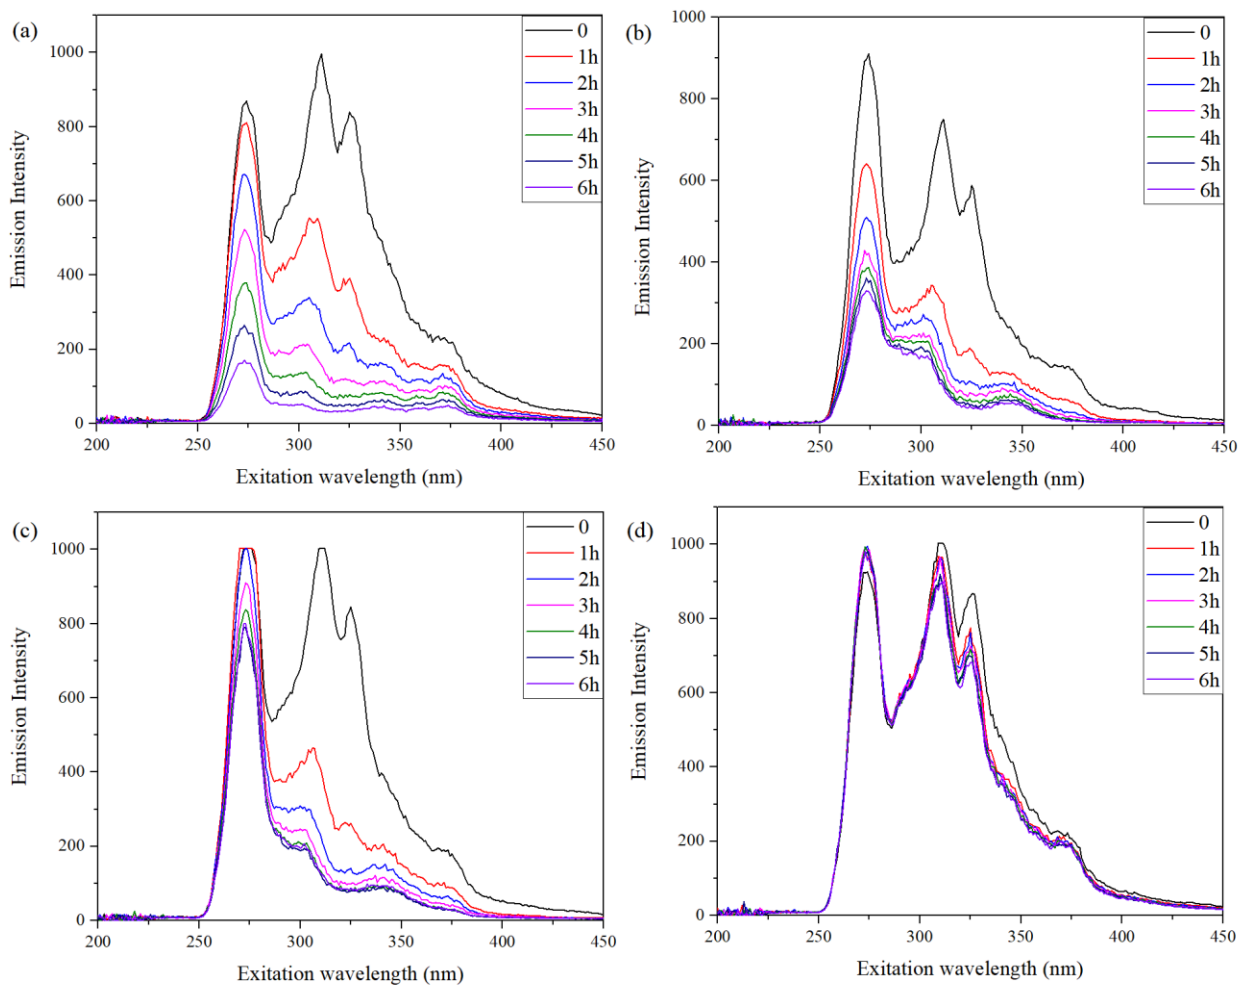 (a)
0
1h
2h
3h
4h
5h
6h
1000
800
600
400
200
0
Emission Intensity
200 250 300 350 400 450
Exitation wavelength (nm)
(b)
0
1h
2h
3h
4h
5h
6h
1000
800
600
400
200
0
Emission Intensity
200 250 300 350 400 450
Exitation wavelength (nm)
(c)
0
1h
2h
3h
4h
5h
6h
1000
800
600
400
200
0
Emission Intensity
200 250 300 350 400 450
Exitation wavelength (nm)
(d)
0
1h
2h
3h
4h
5h
6h
1000
800
600
400
200
0
Emission Intensity
200 250 300 350 400 450
Exitation wavelength (nm)